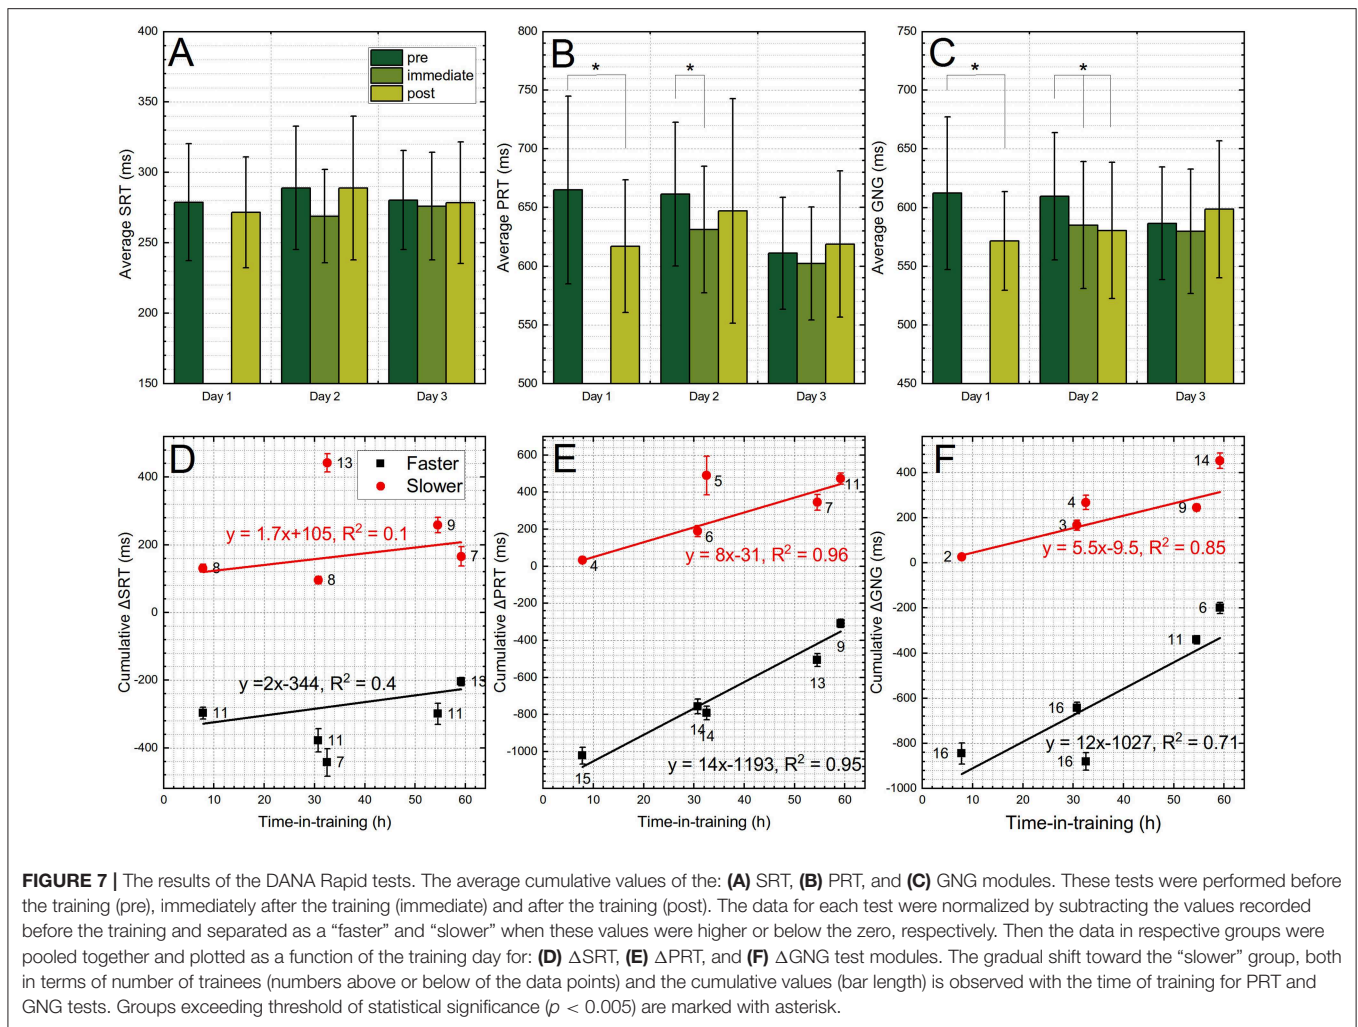 A
pre
immediate
post
Average SRT (ms)
400
350
300
250
200
150
Day 1
Day 2
Day 3
B
*
*
Average PRT (ms)
800
750
700
650
600
550
500
Day 1
Day 2
Day 3
C
*
*
Average GNG (ms)
750
700
650
600
550
500
450
Day 1
Day 2
Day 3
D
Faster
Slower
13
9
y = 1.7x+105, R² = 0.1
7
8
8
y =2x-344, R² = 0.4
13
11
11
11
7
Cumulative ΔSRT (ms)
400
200
0
-200
-400
0 10 20 30 40 50 60
Time-in-training (h)
E
5
11
7
6
4
y = 8x-31, R² = 0.96
9
13
14
14
15
y = 14x-1193, R² = 0.95
Cumulative ΔPRT (ms)
600
400
200
0
-200
-400
-600
-800
-1000
0 10 20 30 40 50 60
Time-in-training (h)
F
14
4
9
3
2
y = 5.5x-9.5, R² = 0.85
6
11
16
16
16
y = 12x-1027, R² = 0.71
Cumulative ΔGNG (ms)
400
200
0
-200
-400
-600
-800
-1000
0 10 20 30 40 50 60
Time-in-training (h)
FIGURE 7 | The results of the DANA Rapid tests. The average cumulative values of the: (A) SRT, (B) PRT, and (C) GNG modules. These tests were performed before
the training (pre), immediately after the training (immediate) and after the training (post). The data for each test were normalized by subtracting the values recorded
before the training and separated as a “faster” and “slower” when these values were higher or below the zero, respectively. Then the data in respective groups were
pooled together and plotted as a function of the training day for: (D) ΔSRT, (E) ΔPRT, and (F) ΔGNG test modules. The gradual shift toward the “slower” group, both
in terms of number of trainees (numbers above or below of the data points) and the cumulative values (bar length) is observed with the time of training for PRT and
GNG tests. Groups exceeding threshold of statistical significance (p < 0.005) are marked with asterisk.